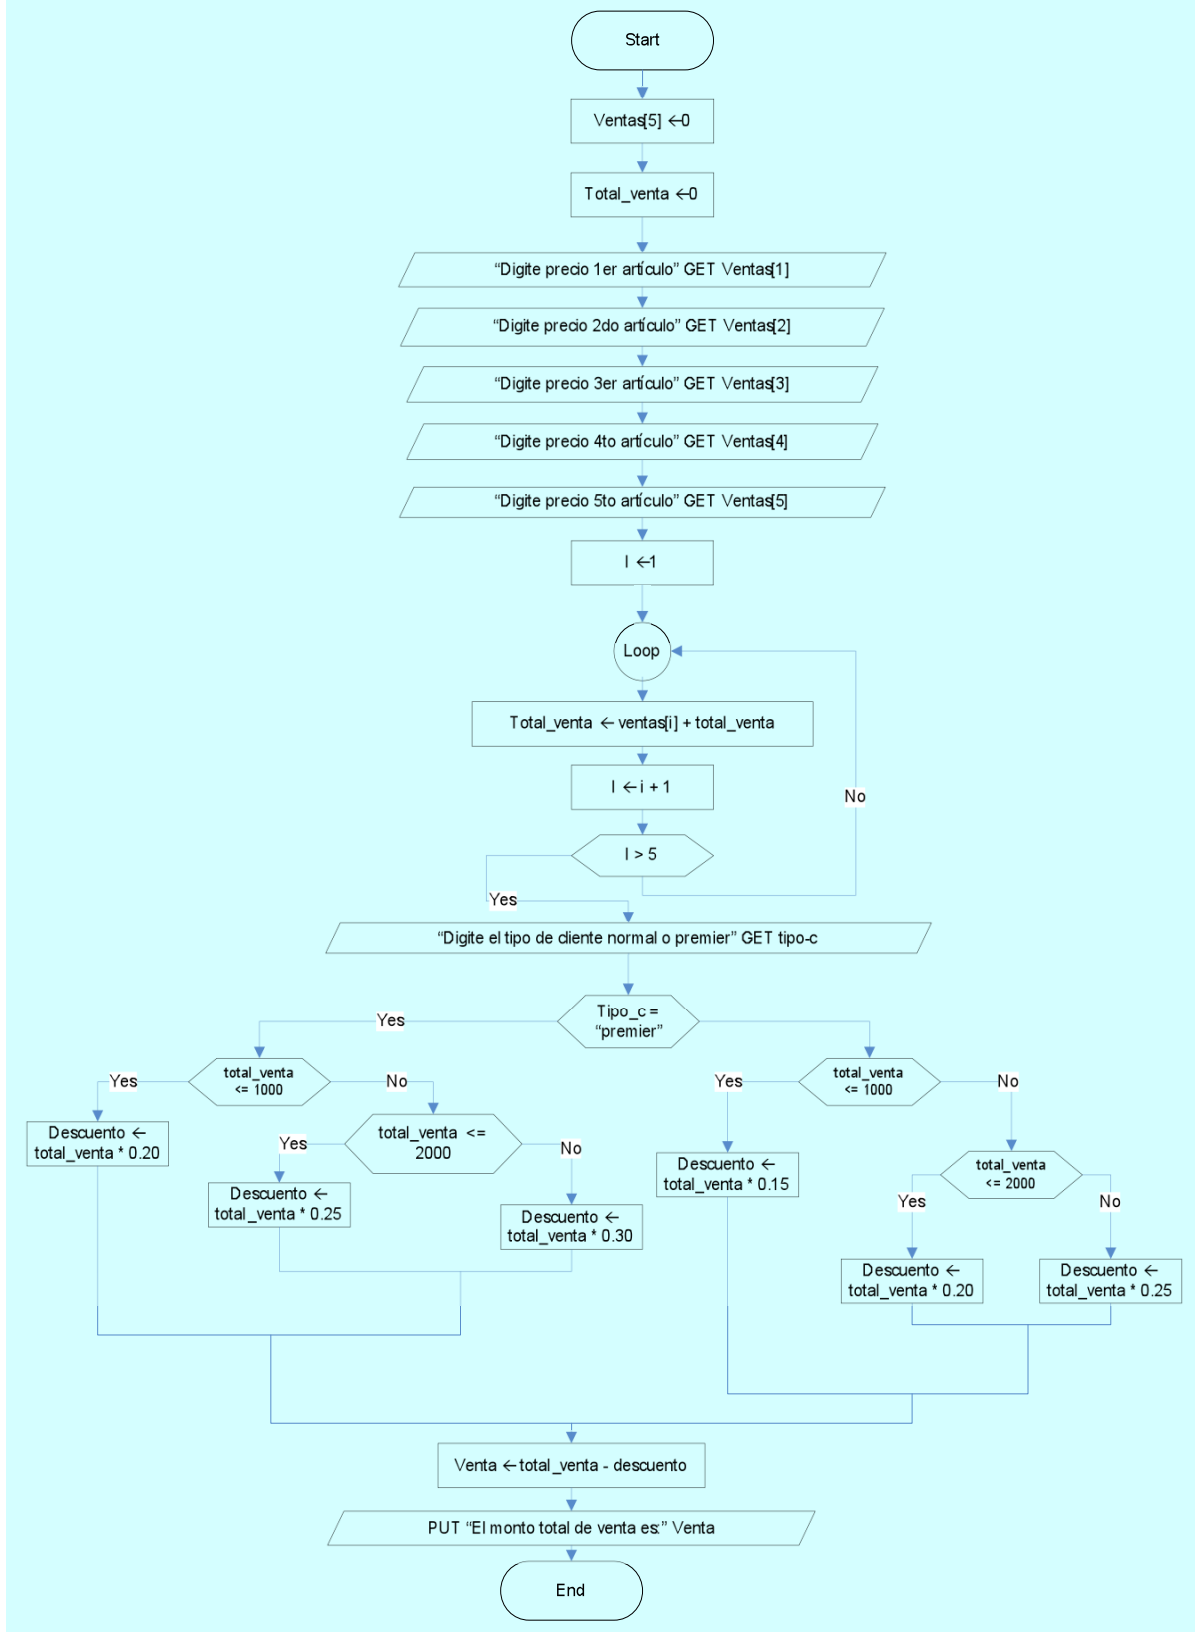 Start
Ventas[5] ←0
Total_venta ←0
“Digite precio 1er artículo” GET Ventas[1]
“Digite precio 2do artículo” GET Ventas[2]
“Digite precio 3er artículo” GET Ventas[3]
“Digite precio 4to artículo” GET Ventas[4]
“Digite precio 5to artículo” GET Ventas[5]
I ←1
Loop
Total_venta ← ventas[i] + total_venta
I ← i + 1
No
I > 5
Yes
“Digite el tipo de cliente normal o premier” GET tipo-c
Tipo_c =
“premier”
Yes
total_venta
<= 1000
Yes
No
Descuento ←
total_venta * 0.20
total_venta <=
2000
Yes
No
Descuento ←
total_venta * 0.25
Descuento ←
total_venta * 0.30
total_venta
<= 1000
Yes
No
Descuento ←
total_venta * 0.15
total_venta
<= 2000
Yes
No
Descuento ←
total_venta * 0.20
Descuento ←
total_venta * 0.25
Venta ← total_venta - descuento
PUT “El monto total de venta es:” Venta
End